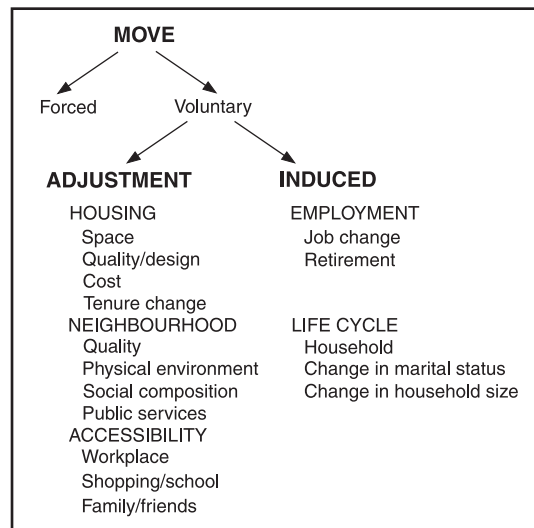 MOVE
Forced
Voluntary
ADJUSTMENT
HOUSING
Space
Quality/design
Cost
Tenure change
NEIGHBOURHOOD
Quality
Physical environment
Social composition
Public services
ACCESSIBILITY
Workplace
Shopping/school
Family/friends
INDUCED
EMPLOYMENT
Job change
Retirement
LIFE CYCLE
Household
Change in marital status
Change in household size